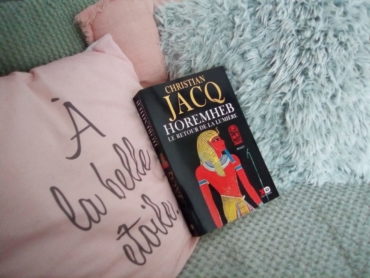 À
la belle
étoile
CHRISTIAN
JACQ
HOREMHEB
LE RETOUR DE LA LUMIÈRE